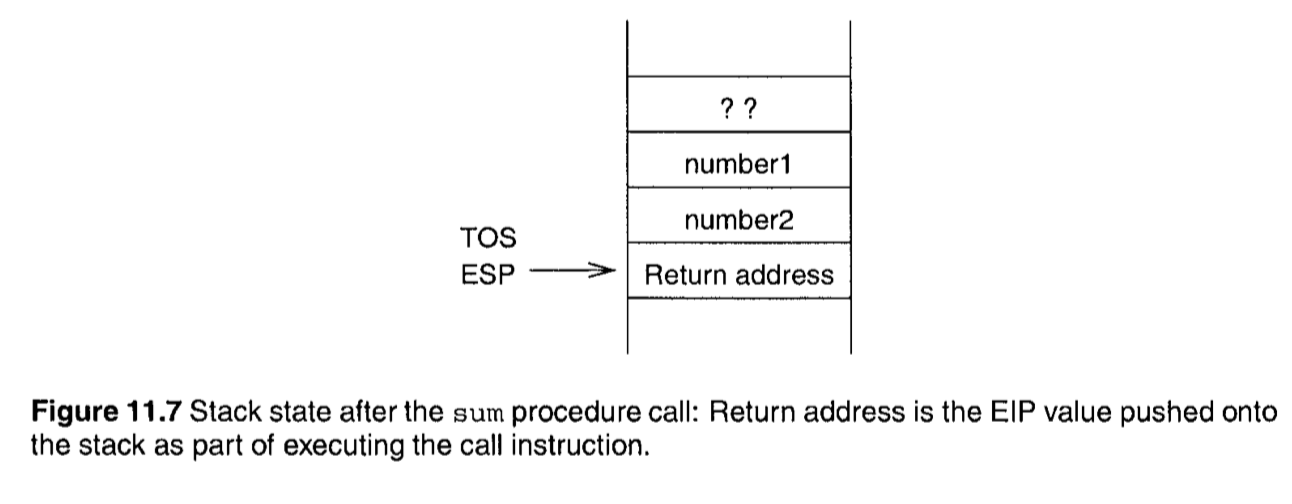 ? ?
number1
number2
TOS
ESP
Return address
Figure 11.7 Stack state after the sum procedure call: Return address is the EIP value pushed onto
the stack as part of executing the call instruction.